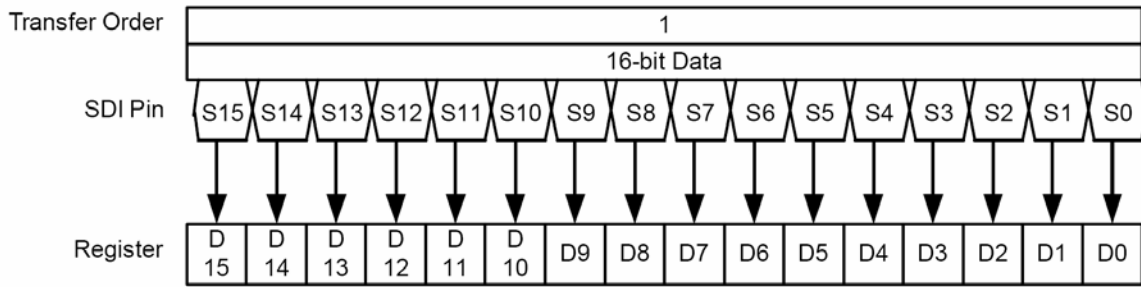 Transfer Order 1
16-bit Data
SDI Pin S15 S14 S13 S12 S11 S10 S9 S8 S7 S6 S5 S4 S3 S2 S1 S0
Register D 15 D 14 D 13 D 12 D 11 D 10 D9 D8 D7 D6 D5 D4 D3 D2 D1 D0